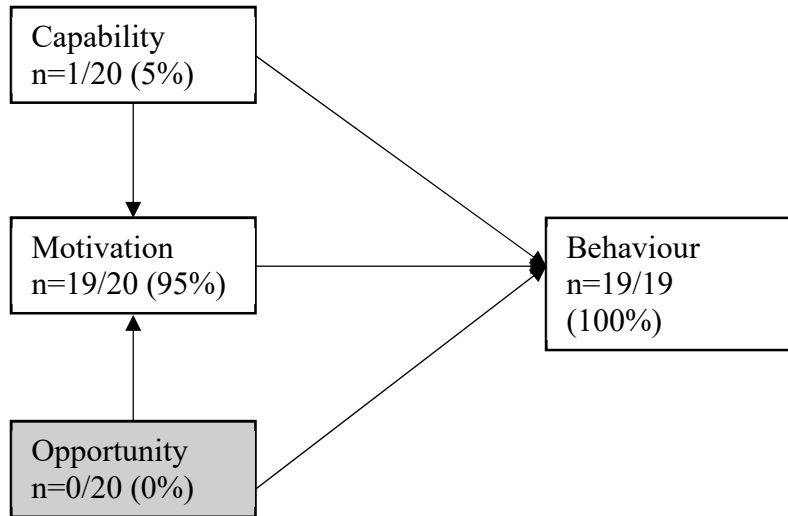 Capability
n=1/20 (5%)
Motivation
n=19/20 (95%)
Behaviour
n=19/19
(100%)
Opportunity
n=0/20 (0%)